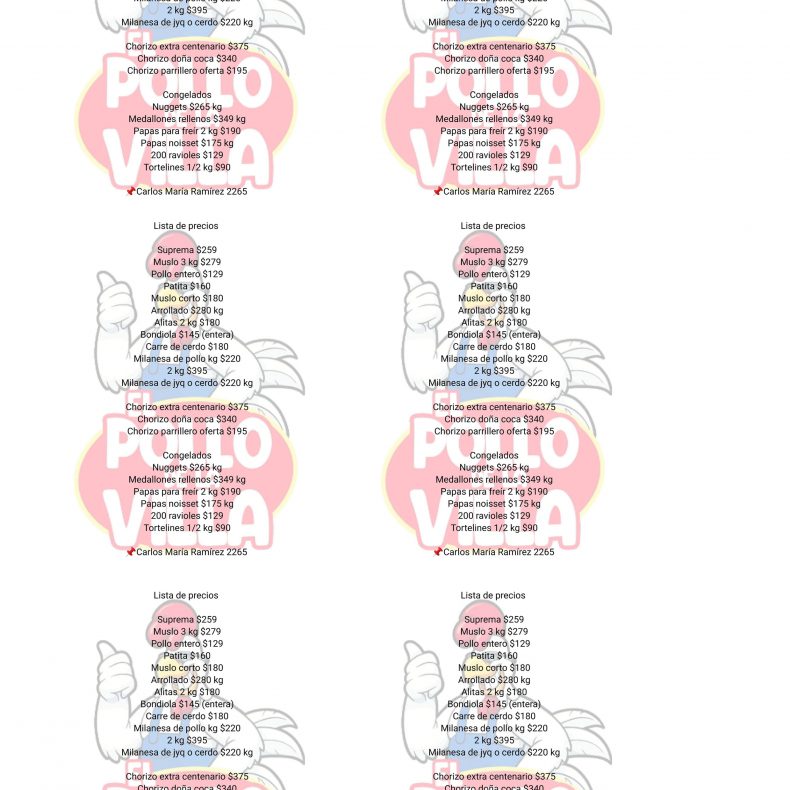 2 kg $395
Milanesa de jyq o cerdo $220 kg
Chorizo extra centenario $375
Chorizo doña coca $340
Chorizo parrillero oferta $195
Congelados
Nuggets $265 kg
Medallones rellenos $349 kg
Papas para freír 2 kg $190
Papas noisset $175 kg
200 ravioles $129
Tortelines 1/2 kg $90
📌Carlos María Ramírez 2265
EL
POLLO
VILLA
2 kg $395
Milanesa de jyq o cerdo $220 kg
Chorizo extra centenario $375
Chorizo doña coca $340
Chorizo parrillero oferta $195
Congelados
Nuggets $265 kg
Medallones rellenos $349 kg
Papas para freír 2 kg $190
Papas noisset $175 kg
200 ravioles $129
Tortelines 1/2 kg $90
📌Carlos María Ramírez 2265
EL
POLLO
VILLA
Lista de precios
Suprema $259
Muslo 3 kg $279
Pollo entero $129
Patita $160
Muslo corto $180
Arrollado $280 kg
Alitas 2 kg $180
Bondiola $145 (entera)
Carre de cerdo $180
Milanesa de pollo kg $220
2 kg $395
Milanesa de jyq o cerdo $220 kg
Chorizo extra centenario $375
Chorizo doña coca $340
Chorizo parrillero oferta $195
Congelados
Nuggets $265 kg
Medallones rellenos $349 kg
Papas para freír 2 kg $190
Papas noisset $175 kg
200 ravioles $129
Tortelines 1/2 kg $90
📌Carlos María Ramírez 2265
EL
POLLO
VILLA
Lista de precios
Suprema $259
Muslo 3 kg $279
Pollo entero $129
Patita $160
Muslo corto $180
Arrollado $280 kg
Alitas 2 kg $180
Bondiola $145 (entera)
Carre de cerdo $180
Milanesa de pollo kg $220
2 kg $395
Milanesa de jyq o cerdo $220 kg
Chorizo extra centenario $375
Chorizo doña coca $340
Chorizo parrillero oferta $195
Congelados
Nuggets $265 kg
Medallones rellenos $349 kg
Papas para freír 2 kg $190
Papas noisset $175 kg
200 ravioles $129
Tortelines 1/2 kg $90
📌Carlos María Ramírez 2265
EL
POLLO
VILLA
Lista de precios
Suprema $259
Muslo 3 kg $279
Pollo entero $129
Patita $160
Muslo corto $180
Arrollado $280 kg
Alitas 2 kg $180
Bondiola $145 (entera)
Carre de cerdo $180
Milanesa de pollo kg $220
2 kg $395
Milanesa de jyq o cerdo $220 kg
Chorizo extra centenario $375
Chorizo doña coca $340
EL
Lista de precios
Suprema $259
Muslo 3 kg $279
Pollo entero $129
Patita $160
Muslo corto $180
Arrollado $280 kg
Alitas 2 kg $180
Bondiola $145 (entera)
Carre de cerdo $180
Milanesa de pollo kg $220
2 kg $395
Milanesa de jyq o cerdo $220 kg
Chorizo extra centenario $375
Chorizo doña coca $340
EL